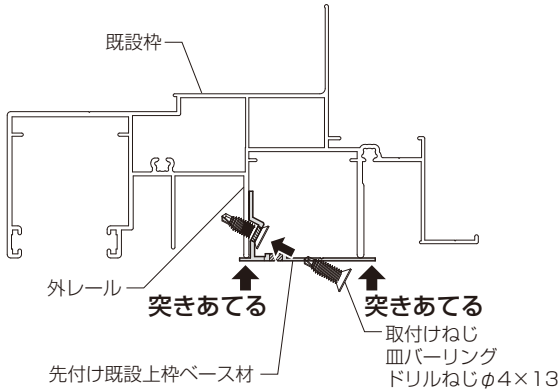 既設枠
外レール
突きあてる
突きあてる
取付けねじ
皿バーリング
ドリルねじφ4×13
先付け既設上枠ベース材